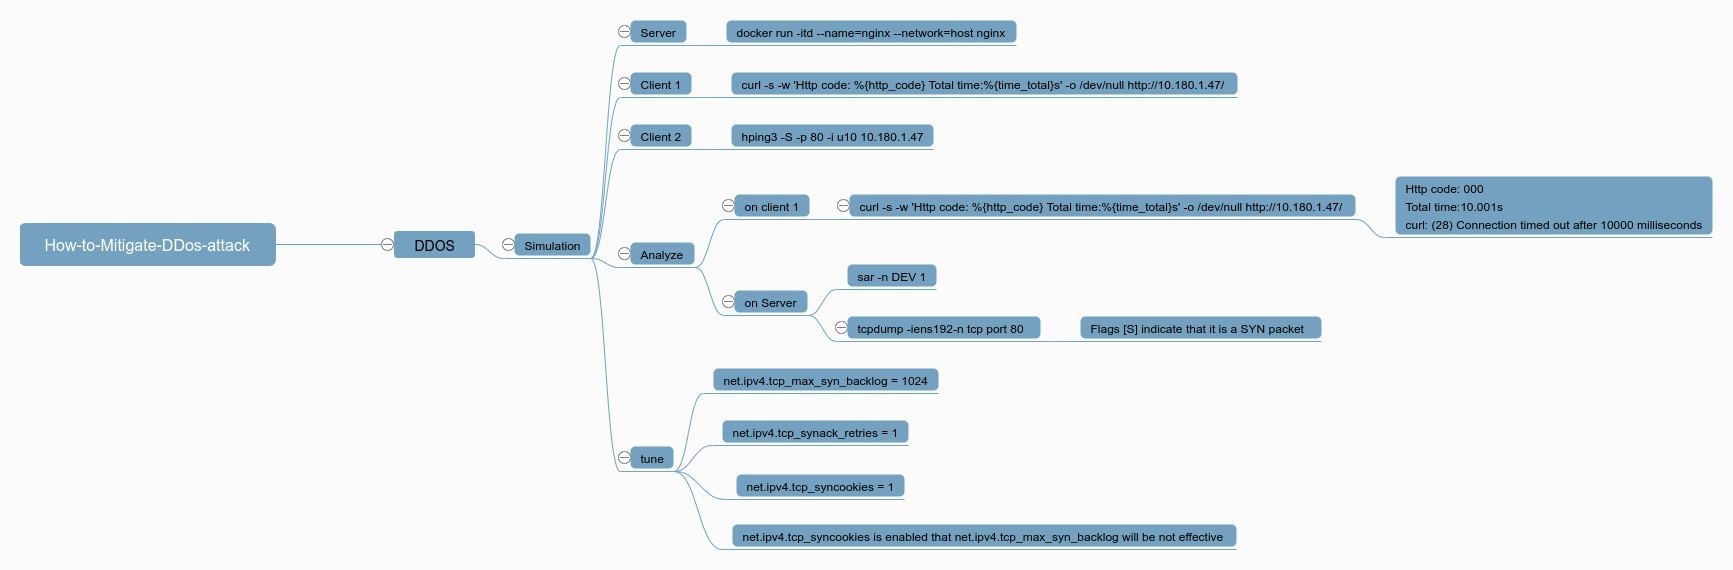 How-to-Mitigate-DDos-attack
DDOS
Simulation
Server
docker run -itd --name=nginx --network=host nginx
Client 1
curl -s -w 'Http code: %{http_code} Total time:%{time_total}s' -o /dev/null http://10.180.1.47/
Client 2
hping3 -S -p 80 -i u10 10.180.1.47
Analyze
on client 1
curl -s -w 'Http code: %{http_code} Total time:%{time_total}s' -o /dev/null http://10.180.1.47/
Http code: 000
Total time:10.001s
curl: (28) Connection timed out after 10000 milliseconds
on Server
sar -n DEV 1
tcpdump -iens192-n tcp port 80
Flags [S] indicate that it is a SYN packet
tune
net.ipv4.tcp_max_syn_backlog = 1024
net.ipv4.tcp_synack_retries = 1
net.ipv4.tcp_syncookies = 1
net.ipv4.tcp_syncookies is enabled that net.ipv4.tcp_max_syn_backlog will be not effective